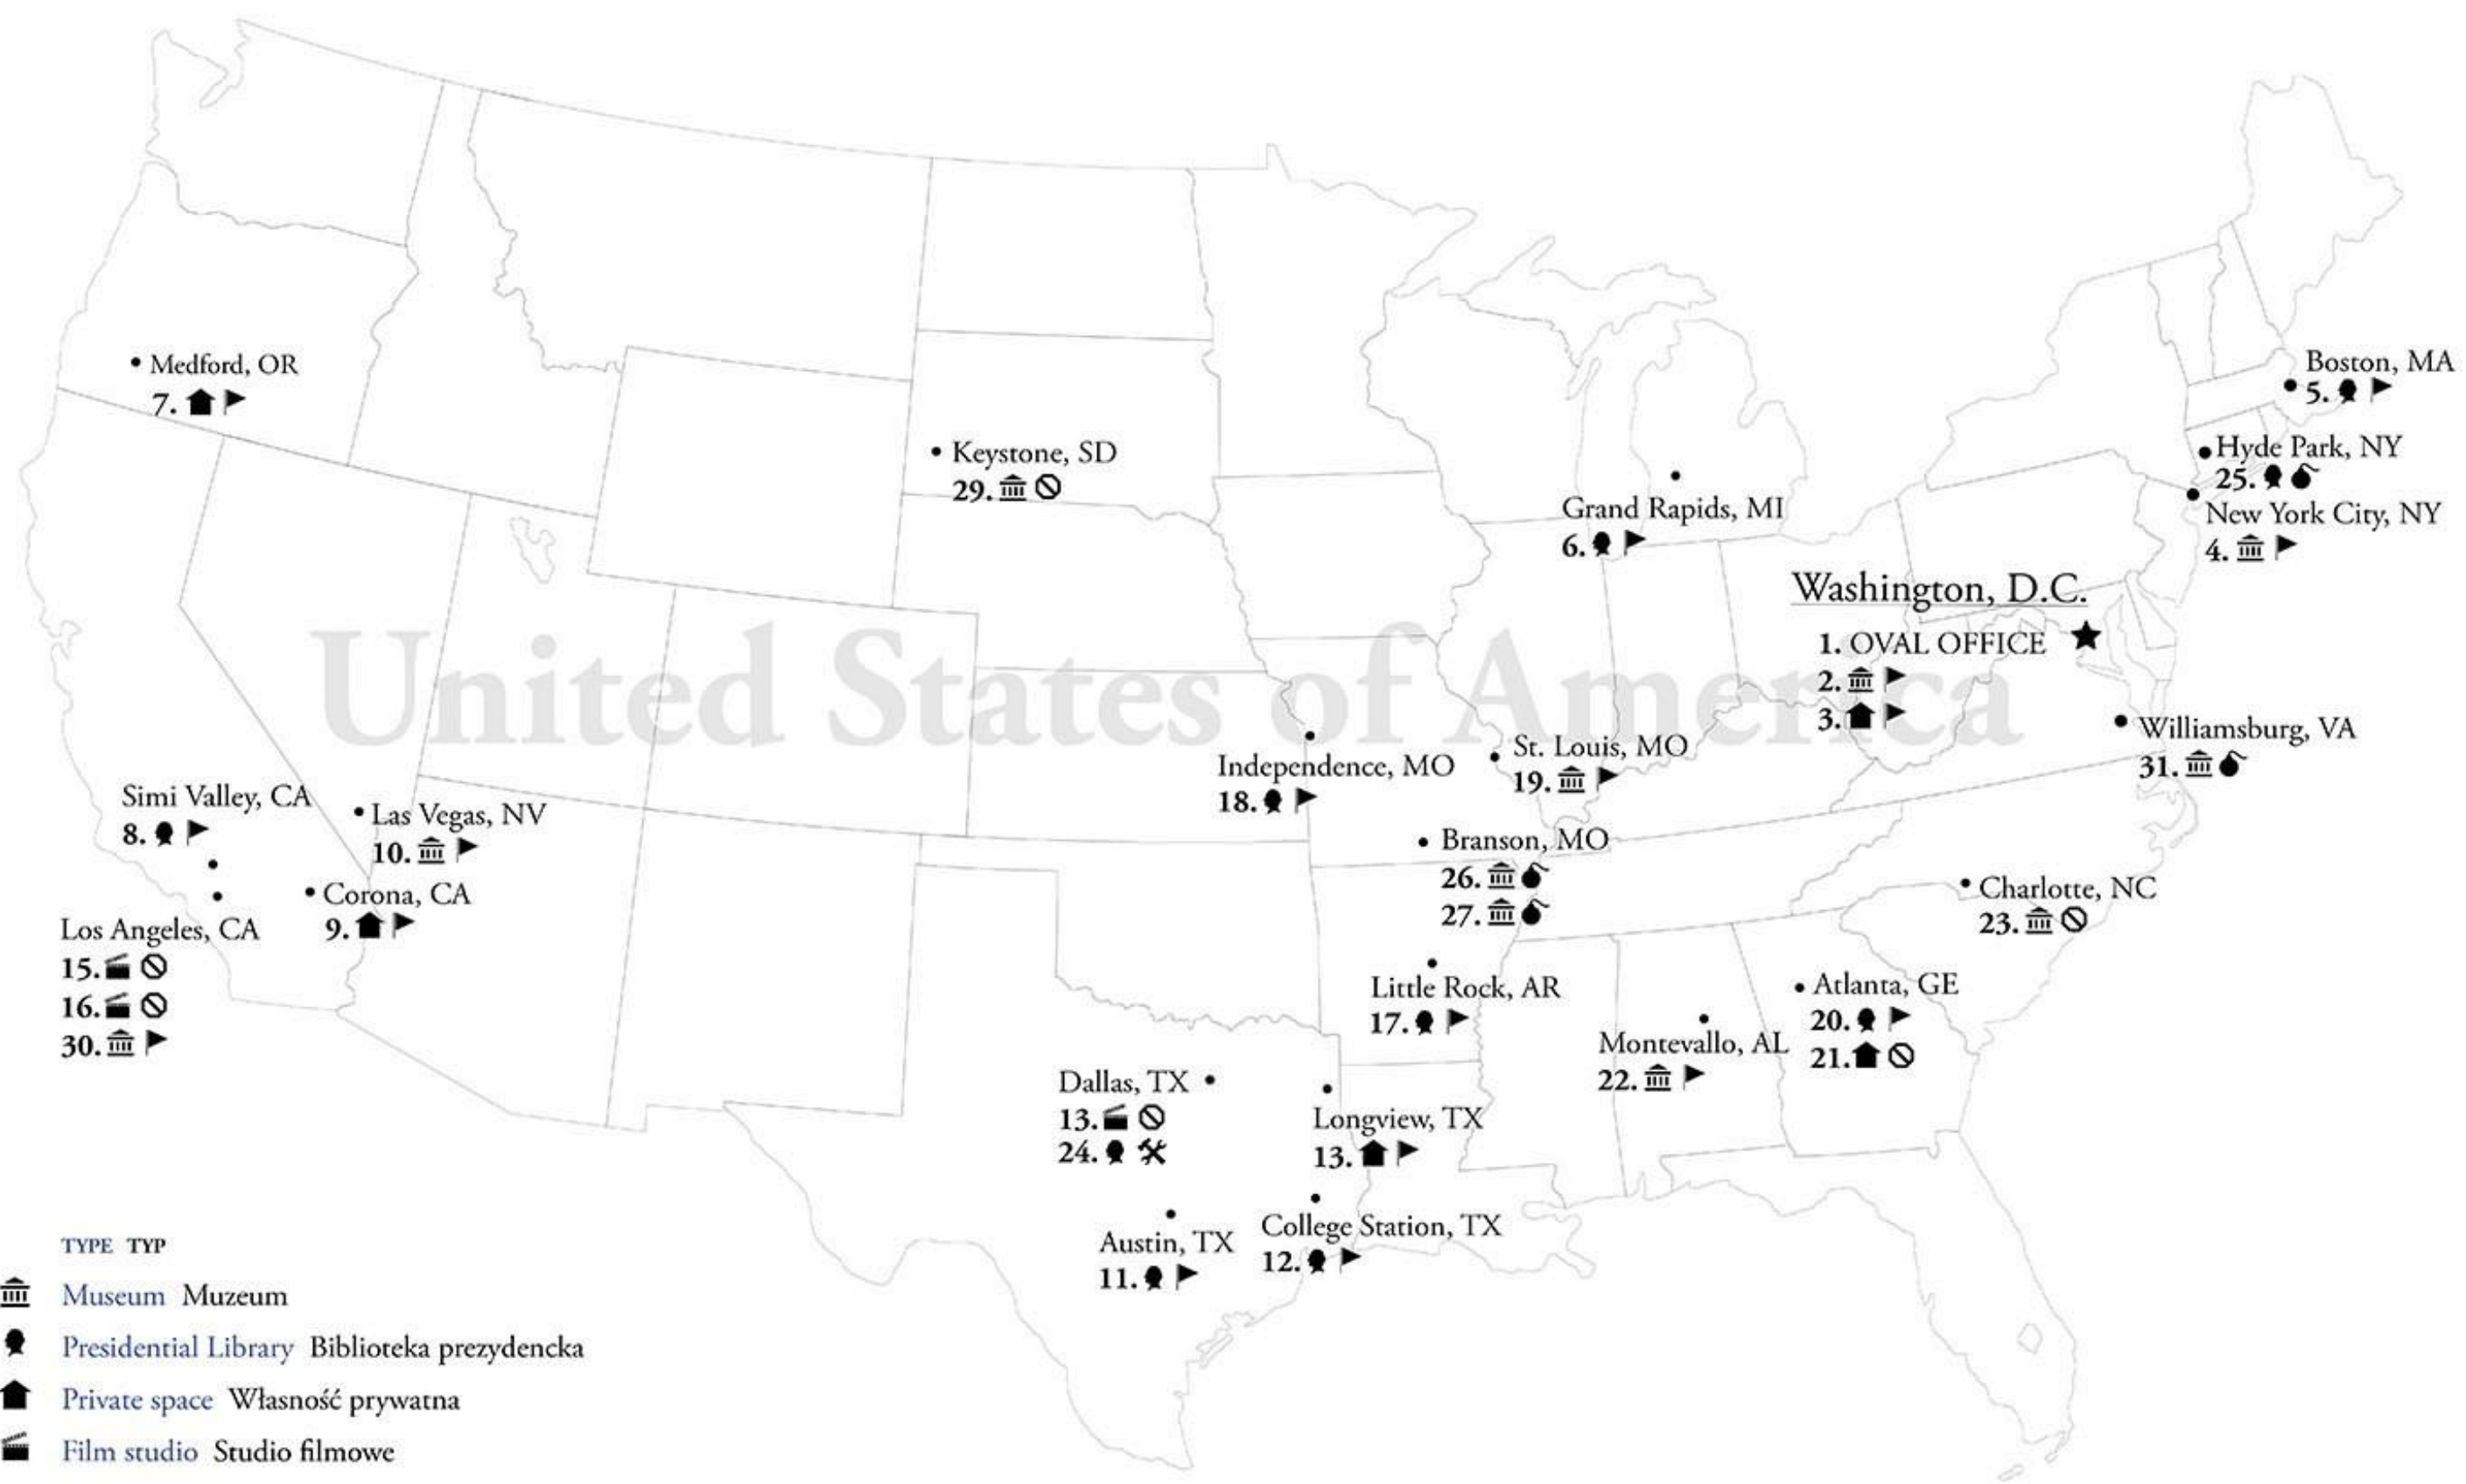 United States of America
Medford, OR
7.
Keystone, SD
29.
Boston, MA
5.
Hyde Park, NY
25.
New York City, NY
4.
Grand Rapids, MI
6.
Washington, D.C.
1. OVAL OFFICE
2.
3.
Williamsburg, VA
31.
Independence, MO
18.
St. Louis, MO
19.
Simi Valley, CA
8.
Las Vegas, NV
10.
Corona, CA
9.
Los Angeles, CA
15.
16.
30.
Branson, MO
26.
27.
Charlotte, NC
23.
Little Rock, AR
17.
Atlanta, GE
20.
21.
Montevallo, AL
22.
Dallas, TX
13.
24.
Longview, TX
13.
Austin, TX
11.
College Station, TX
12.
TYPE TYP
Museum Muzeum
Presidential Library Biblioteka prezydencka
Private space Własność prywatna
Film studio Studio filmowe